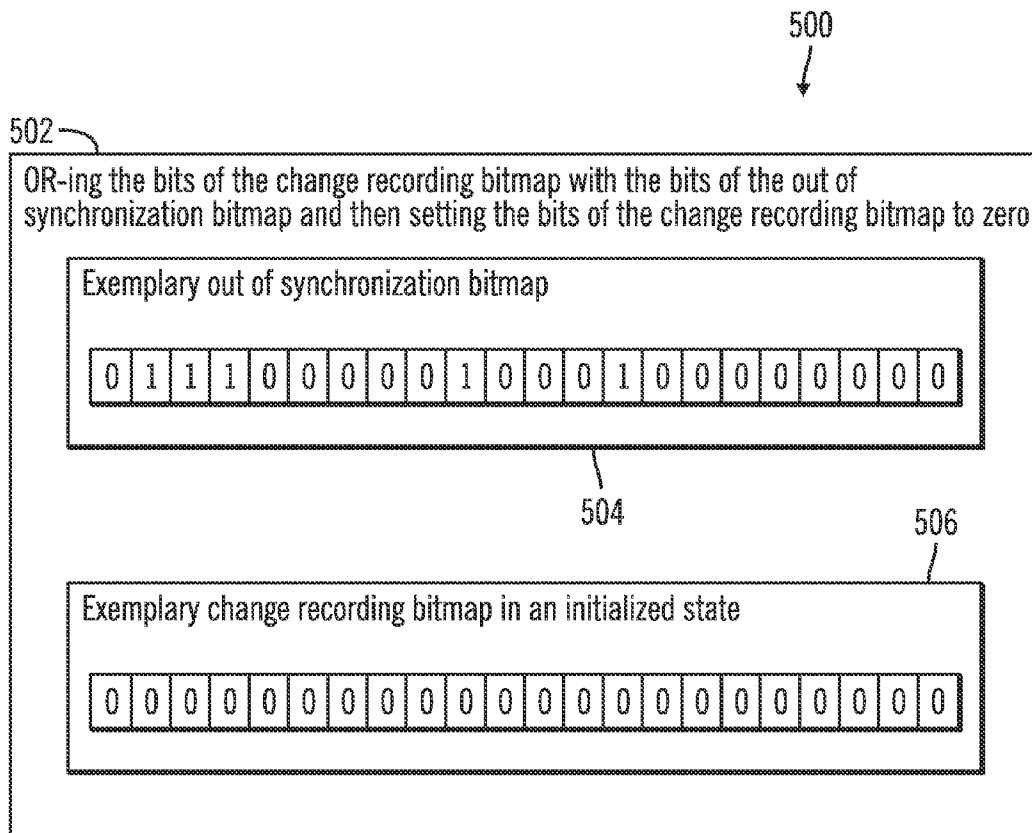 500
502
OR-ing the bits of the change recording bitmap with the bits of the out of
synchronization bitmap and then setting the bits of the change recording bitmap to zero
Exemplary out of synchronization bitmap
0 1 1 1 0 0 0 0 0 1 0 0 0 1 0 0 0 0 0 0 0 0
504
506
Exemplary change recording bitmap in an initialized state
0 0 0 0 0 0 0 0 0 0 0 0 0 0 0 0 0 0 0 0 0 0